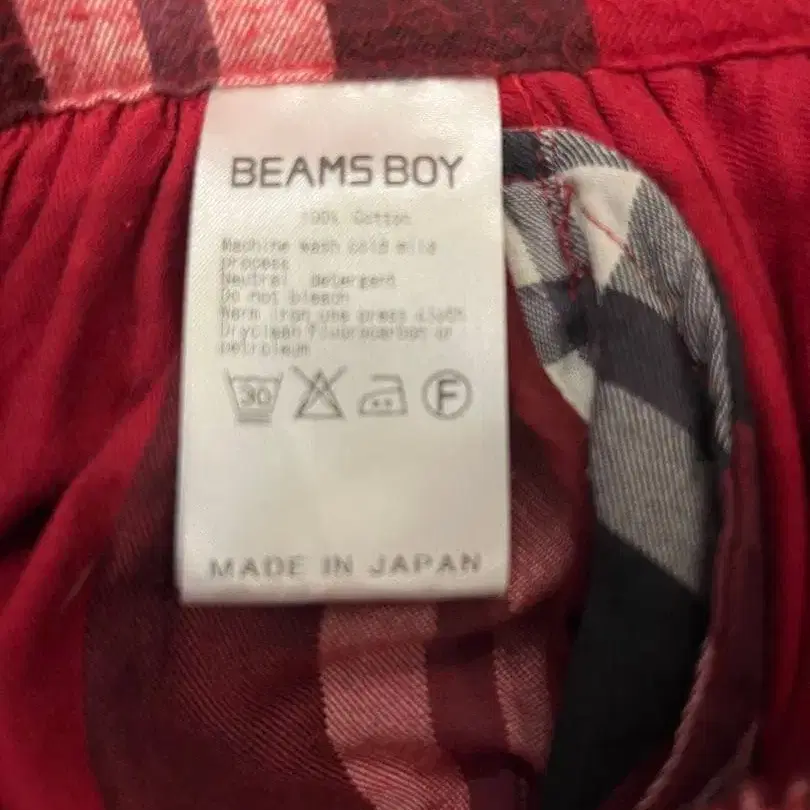 BEAMS BOY
100% Cotton
Machine wash cold mild
process
Neutral detergent
Do not bleach
Warm iron use press cloth
Dryclean fluorocarbon or
petroleum
30 F
MADE IN JAPAN